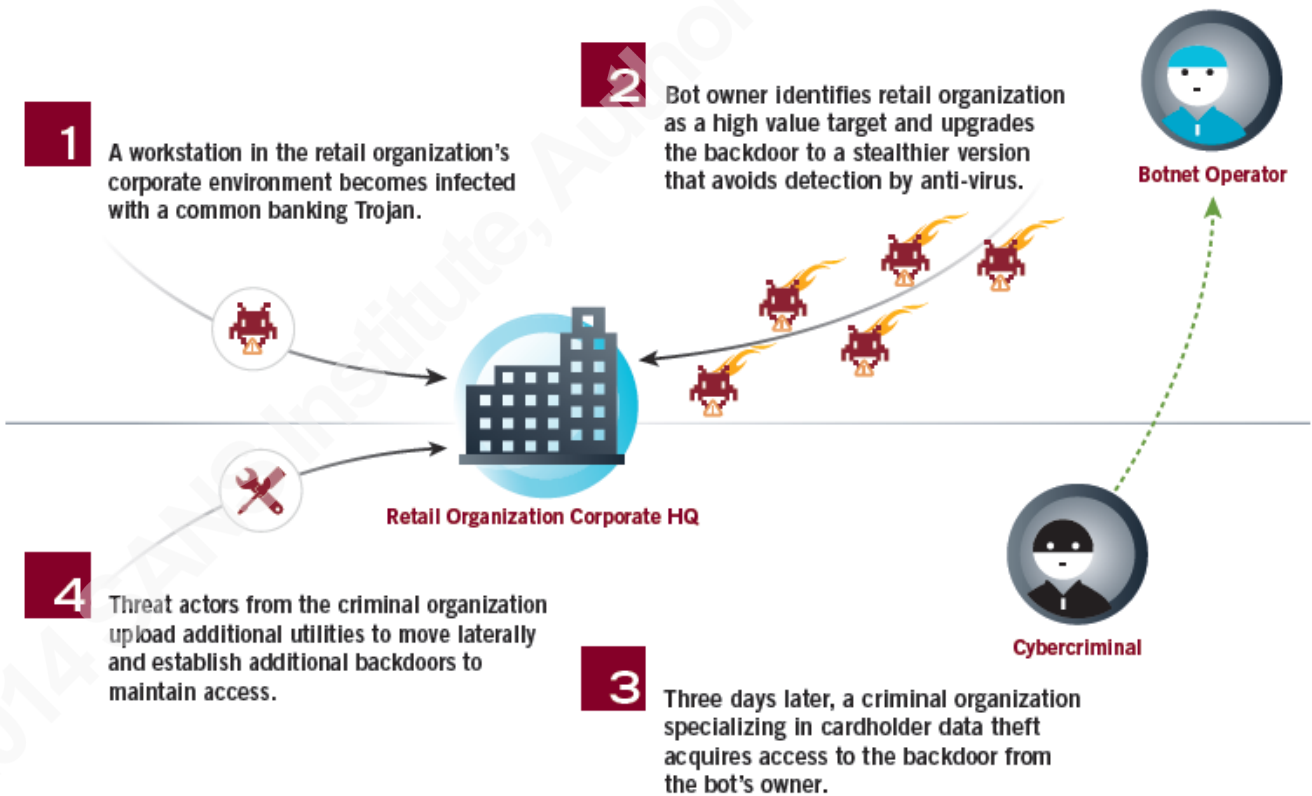 1
A workstation in the retail organization's
corporate environment becomes infected
with a common banking Trojan.
2
Bot owner identifies retail organization
as a high value target and upgrades
the backdoor to a stealthier version
that avoids detection by anti-virus.
Botnet Operator
Retail Organization Corporate HQ
4
Threat actors from the criminal organization
upload additional utilities to move laterally
and establish additional backdoors to
maintain access.
Cybercriminal
3
Three days later, a criminal organization
specializing in cardholder data theft
acquires access to the backdoor from
the bot's owner.
014 SANS Institute, Author